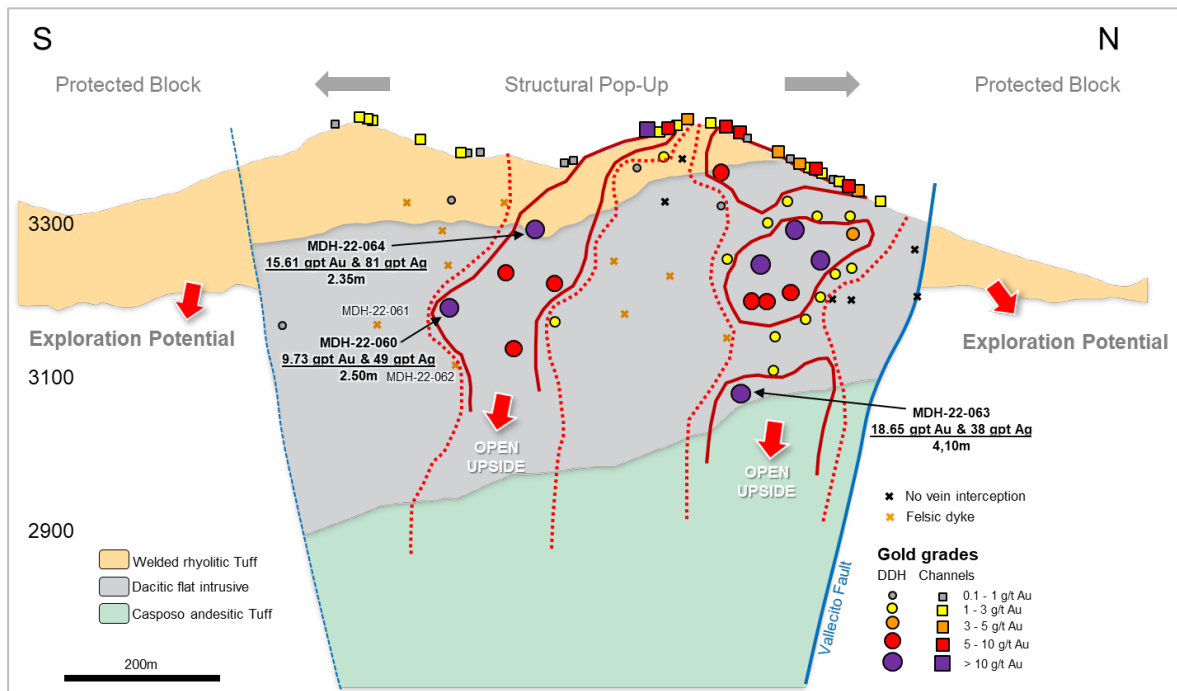 S
N
Protected Block
Structural Pop-Up
Protected Block
3300
MDH-22-064
15.61 gpt Au & 81 gpt Ag
2.35m
MDH-22-061
Exploration Potential
Exploration Potential
MDH-22-060
9.73 gpt Au & 49 gpt Ag
2.50m
MDH-22-062
3100
MDH-22-063
18.65 gpt Au & 38 gpt Ag
4,10m
OPEN
UPSIDE
OPEN
UPSIDE
No vein interception
Felsic dyke
2900
Welded rhyolitic Tuff
Dacitic flat intrusive
Casposo andesitic Tuff
200m
Vallecito Fault
Gold grades
DDH Channels
0.1 - 1 g/t Au
1 - 3 g/t Au
3 - 5 g/t Au
5 - 10 g/t Au
> 10 g/t Au